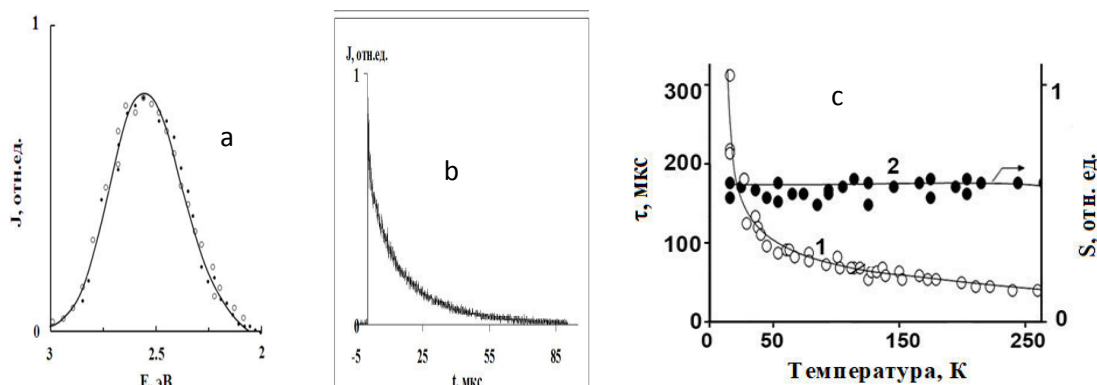 1
J, отн.ед.
a
0
3
2.5
2
E, эВ
J, отн.ед.
1
b
0
-5
25
55
85
t, мкс
c
τ, мкс
300
200
100
0
1
2
50
150
250
Температура, К
1
0
S, отн. ед.